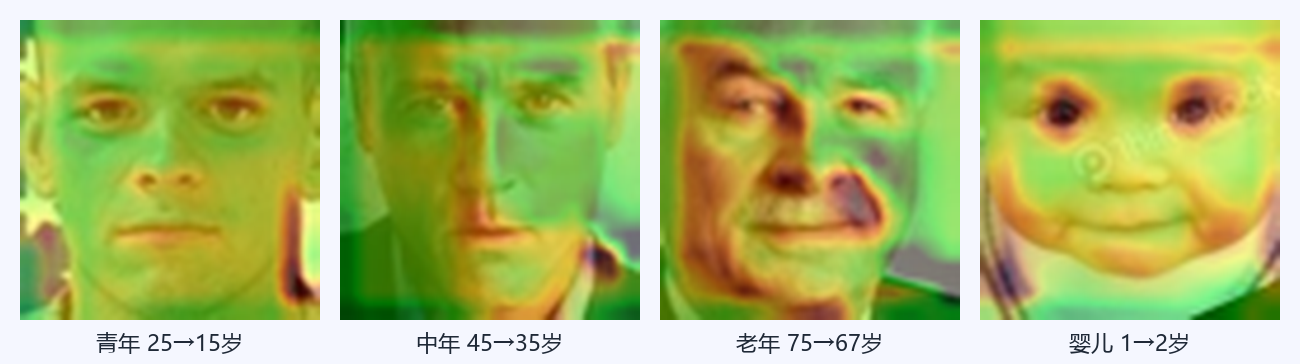 青年 25→15岁
中年 45→35岁
老年 75→67岁
婴儿 1→2岁